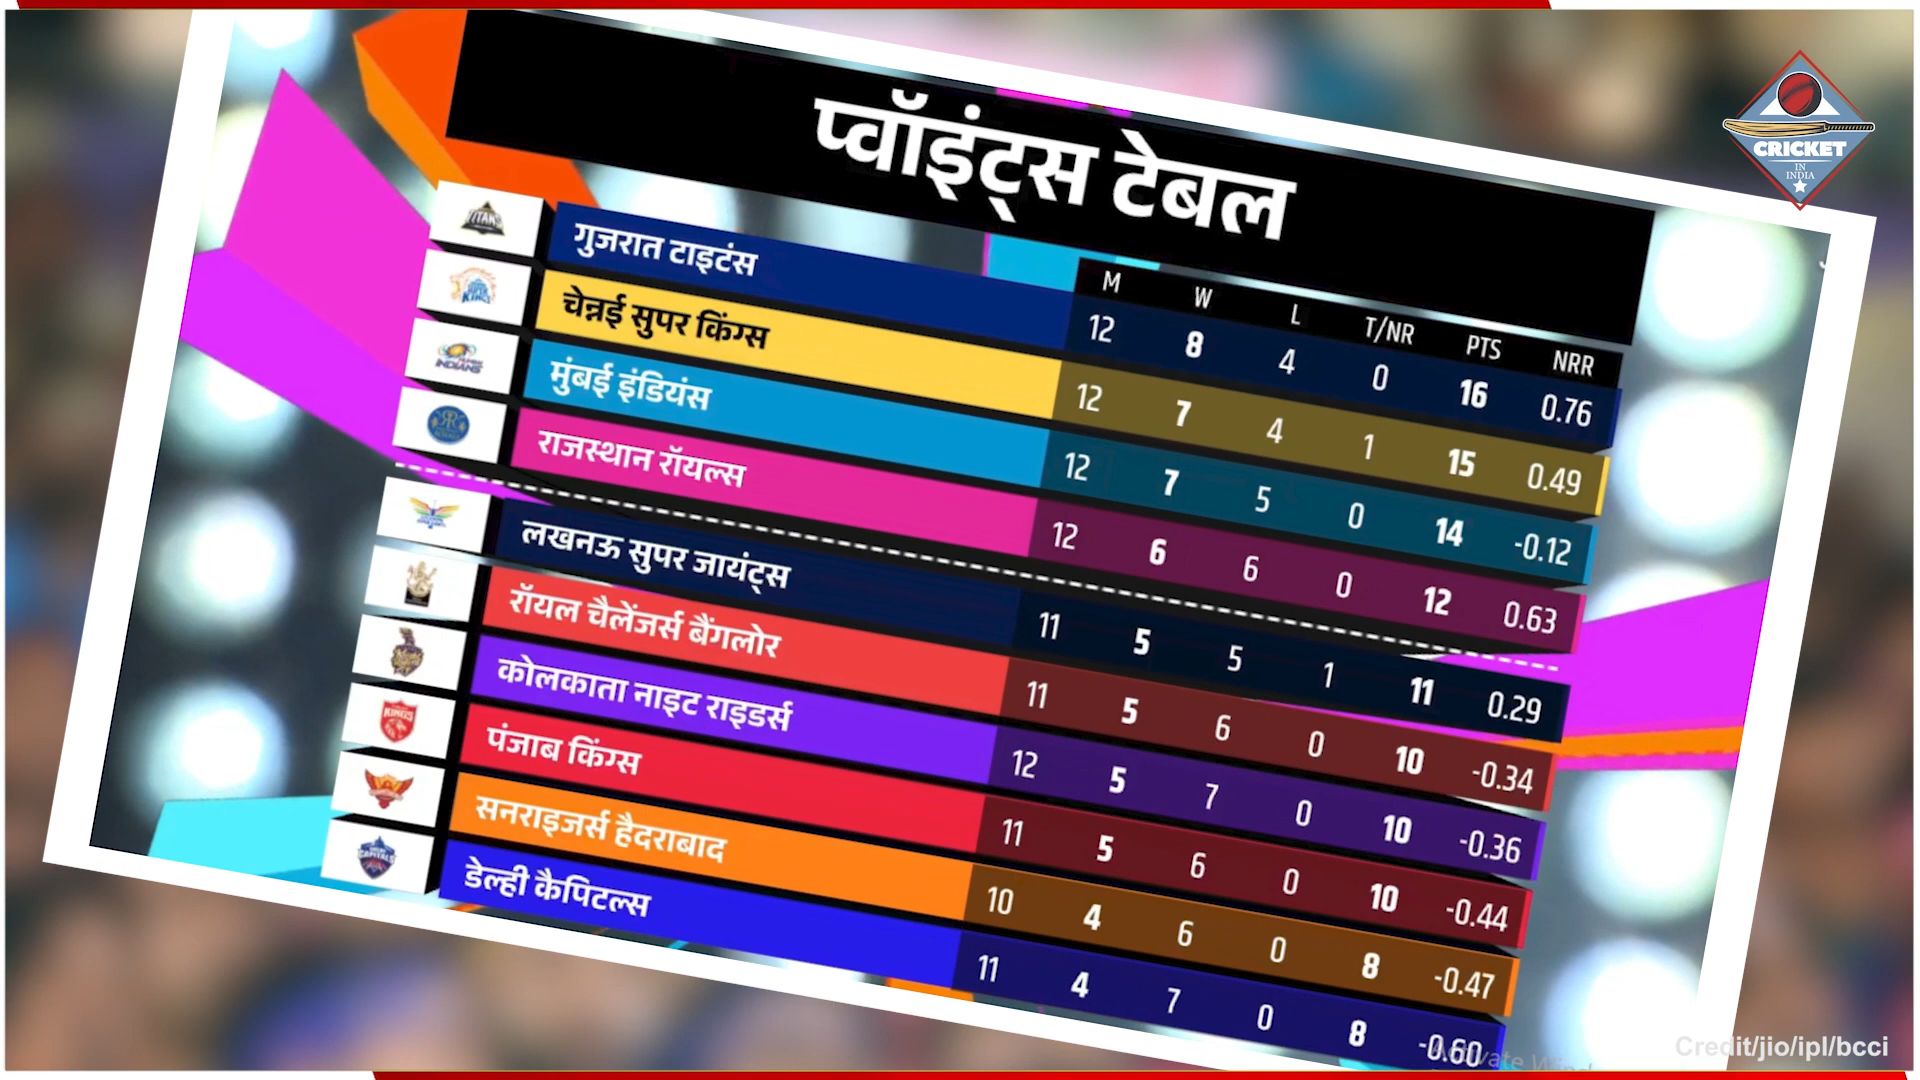 CRICKET
IN
INDIA
प्वॉइंट्स टेबल
M W L T/NR PTS NRR
TITANS गुजरात टाइटंस 12 8 4 0 16 0.76
चेन्नई सुपर किंग्स 12 7 4 1 15 0.49
INDIANS मुंबई इंडियंस 12 7 5 0 14 -0.12
राजस्थान रॉयल्स 12 6 6 0 12 0.63
लखनऊ सुपर जायंट्स 11 5 5 1 11 0.29
रॉयल चैलेंजर्स बैंगलोर 11 5 6 0 10 -0.34
कोलकाता नाइट राइडर्स 12 5 7 0 10 -0.36
KINGS पंजाब किंग्स 11 5 6 0 10 -0.44
सनराइजर्स हैदराबाद 10 4 6 0 8 -0.47
CAPITALS डेल्ही कैपिटल्स 11 4 7 0 8 -0.60
Credit/jio/ipl/bcci